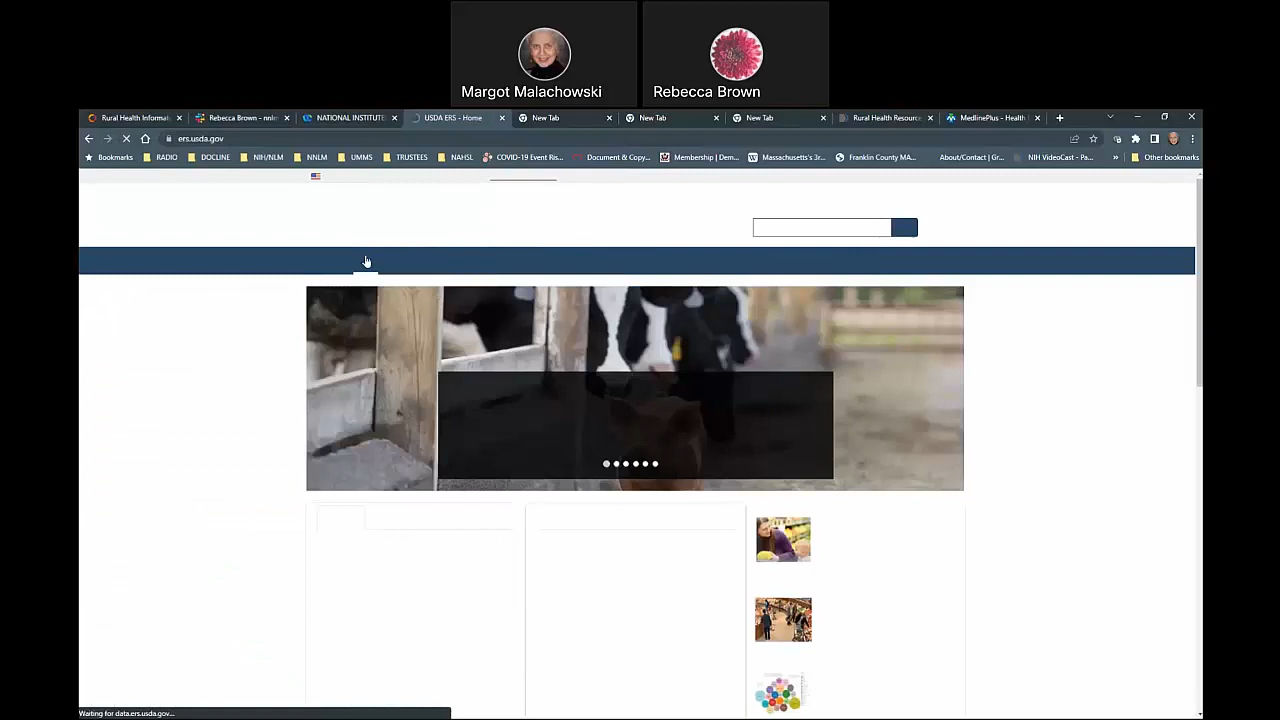 Margot Malachowski
Rebecca Brown
Rural Health Informat
Rebecca Brown - nnlm
NATIONAL INSTITUTE
USDA ERS - Home
New Tab
New Tab
New Tab
Rural Health Resource
MedlinePlus - Health
ers.usda.gov
Bookmarks
RADIO
DOCLINE
NIH/NLM
NNLM
UMMS
TRUSTEES
NAHSL
COVID-19 Event Ris...
Document & Copy...
Membership | Dem...
Massachusetts's 3r...
Franklin County MA...
About/Contact | Gr...
NIH VideoCast - Pa...
Other bookmarks
Waiting for data.ers.usda.gov...